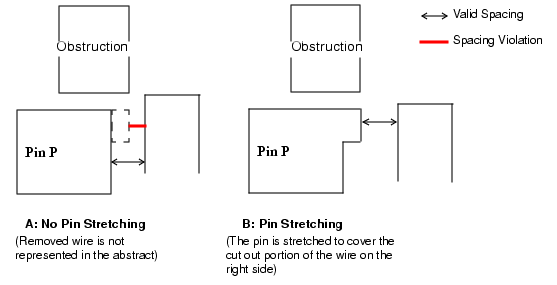 Valid Spacing
Spacing Violation
Obstruction
Obstruction
Pin P
Pin P
A: No Pin Stretching
(Removed wire is not
represented in the abstract)
B: Pin Stretching
(The pin is stretched to cover the
cut out portion of the wire on the
right side)